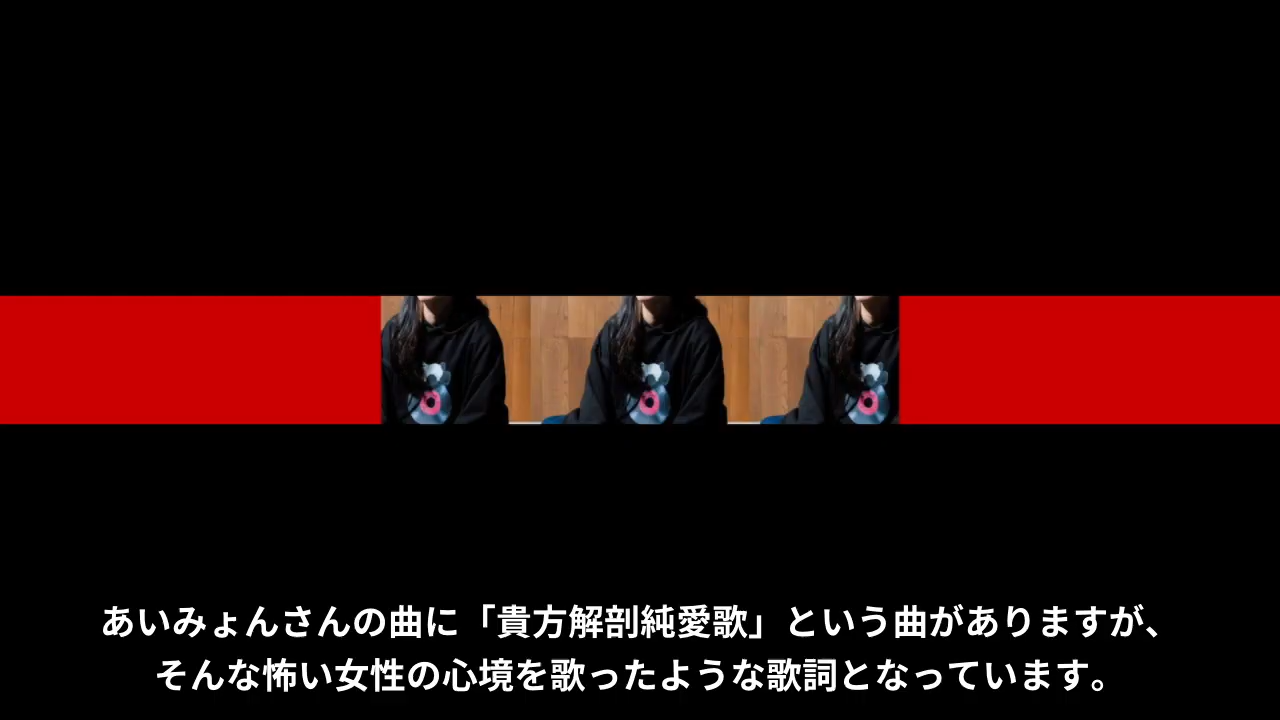 あいみょんさんの曲に「貴方解剖純愛歌」という曲がありますが、
そんな怖い女性の心境を歌ったような歌詞となっています。